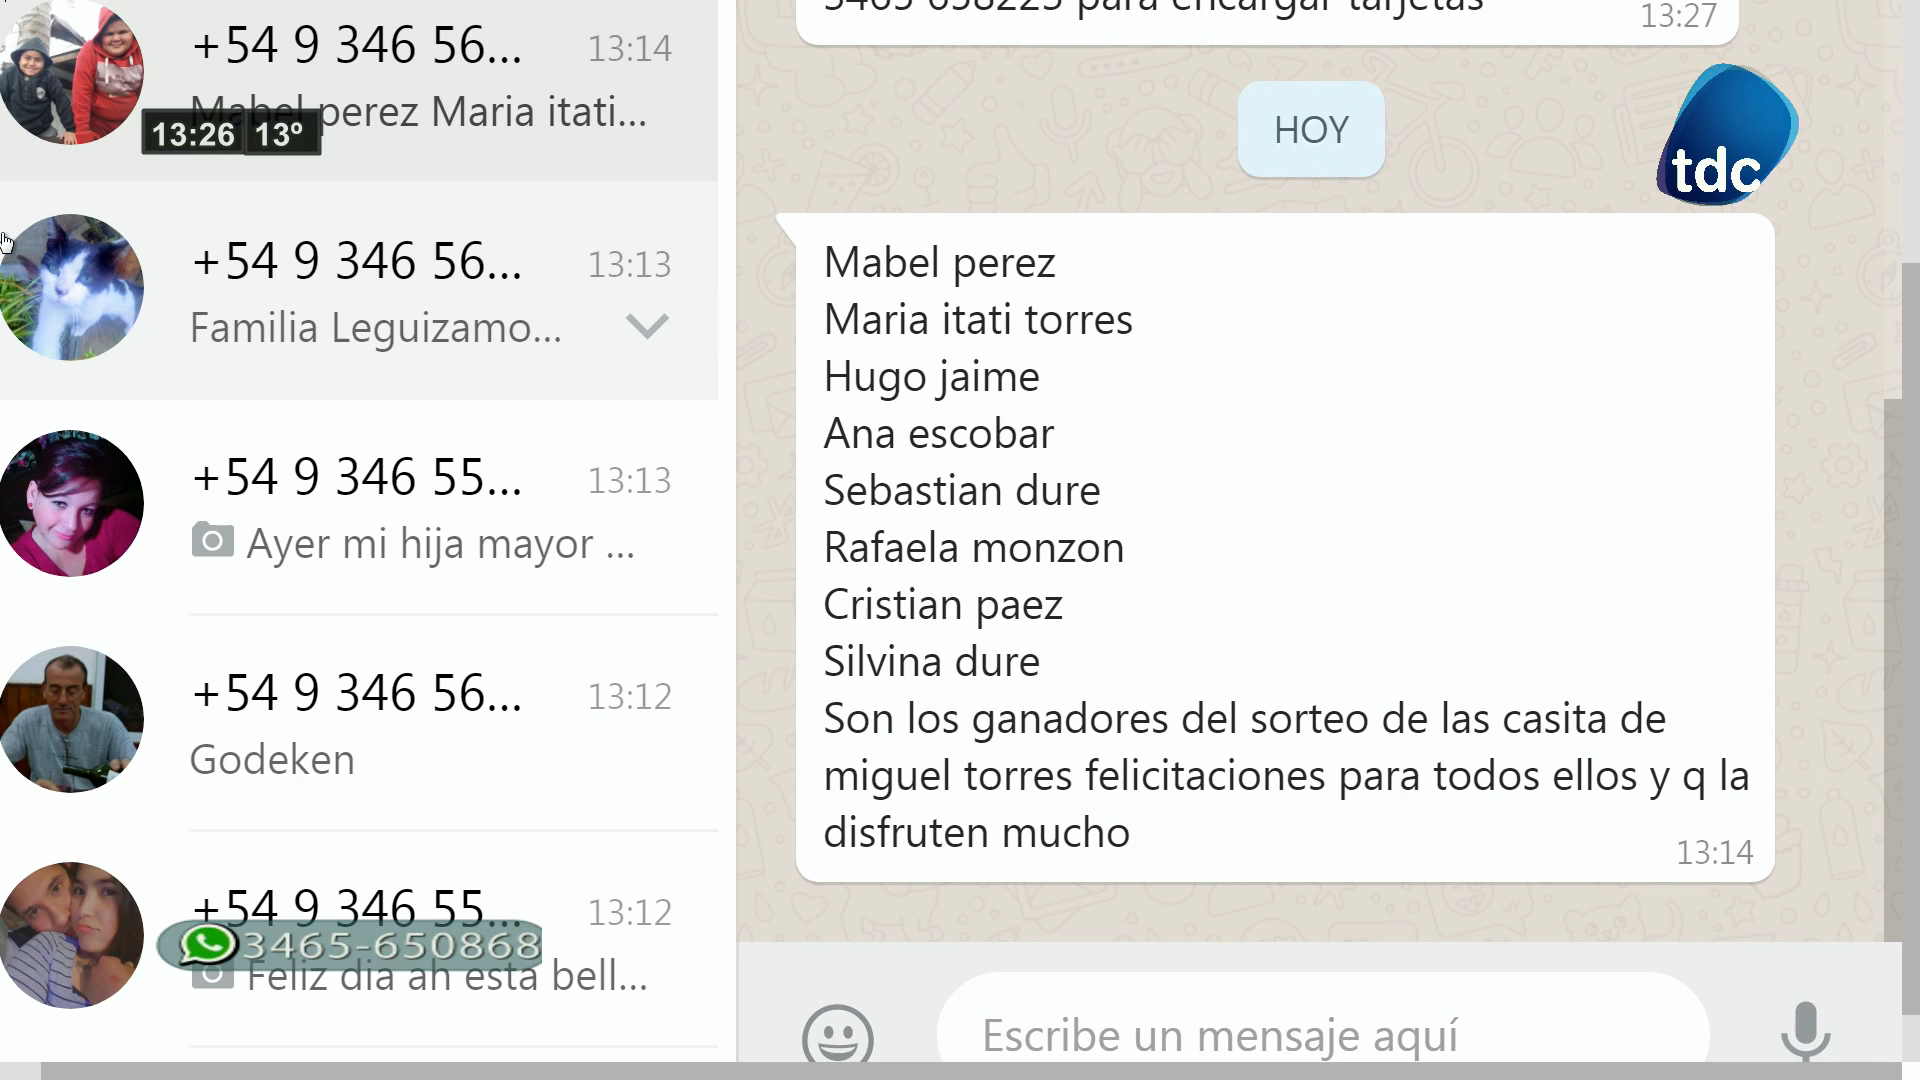 +54 9 346 56... 13:14
Mabel perez Maria itati...
13:26 13º
+54 9 346 56... 13:13
Familia Leguizamo...
+54 9 346 55... 13:13
Ayer mi hija mayor ...
+54 9 346 56... 13:12
Godeken
+54 9 346 55... 13:12
3465-650868
Feliz dia ah esta bell...
3465 658225 para encargar tarjetas
13:27
HOY
tdc
Mabel perez
Maria itati torres
Hugo jaime
Ana escobar
Sebastian dure
Rafaela monzon
Cristian paez
Silvina dure
Son los ganadores del sorteo de las casita de
miguel torres felicitaciones para todos ellos y q la
disfruten mucho
13:14
Escribe un mensaje aquí